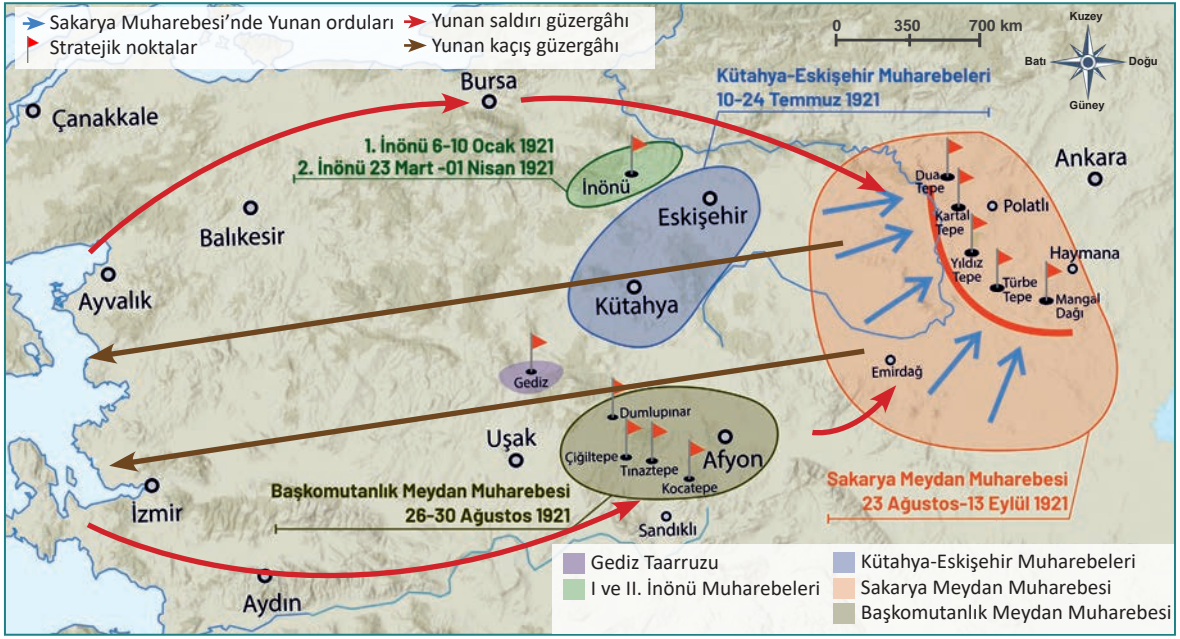 Sakarya Muharebesi’nde Yunan orduları
Yunan saldırı güzergâhı
Stratejik noktalar
Yunan kaçış güzergâhı
0 350 700 km
Kuzey
Batı
Doğu
Güney
Çanakkale
Bursa
Kütahya-Eskişehir Muharebeleri
10-24 Temmuz 1921
1. İnönü 6-10 Ocak 1921
2. İnönü 23 Mart -01 Nisan 1921
İnönü
Ankara
Dua
Tepe
Kartal
Tepe
Polatlı
Eskişehir
Balıkesir
Yıldız
Tepe
Haymana
Türbe
Tepe
Mangal
Dağı
Ayvalık
Kütahya
Emirdağ
Gediz
Dumlupınar
Uşak
Çiğiltepe
Tınaztepe
Afyon
Kocatepe
Başkomutanlık Meydan Muharebesi
26-30 Ağustos 1921
Sakarya Meydan Muharebesi
23 Ağustos-13 Eylül 1921
İzmir
Sandıklı
Aydın
Gediz Taarruzu
I ve II. İnönü Muharebeleri
Kütahya-Eskişehir Muharebeleri
Sakarya Meydan Muharebesi
Başkomutanlık Meydan Muharebesi